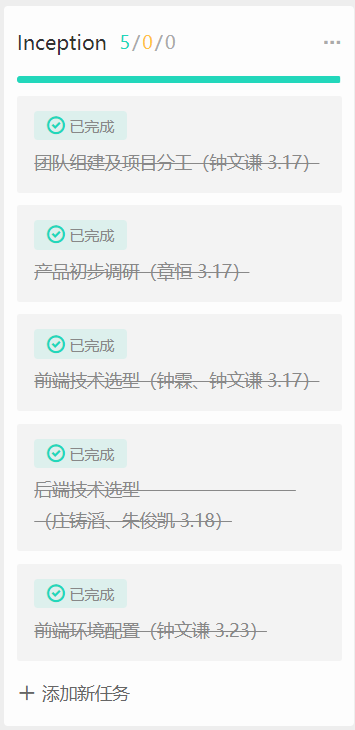 Inception 5/0/0 ···
已完成
团队组建及项目分工（钟文谦 3.17）
已完成
产品初步调研（章恒 3.17）
已完成
前端技术选型（钟霖、钟文谦 3.17）
已完成
后端技术选型
（庄铸滔、朱俊凯 3.18）
已完成
前端环境配置（钟文谦 3.23）
+ 添加新任务